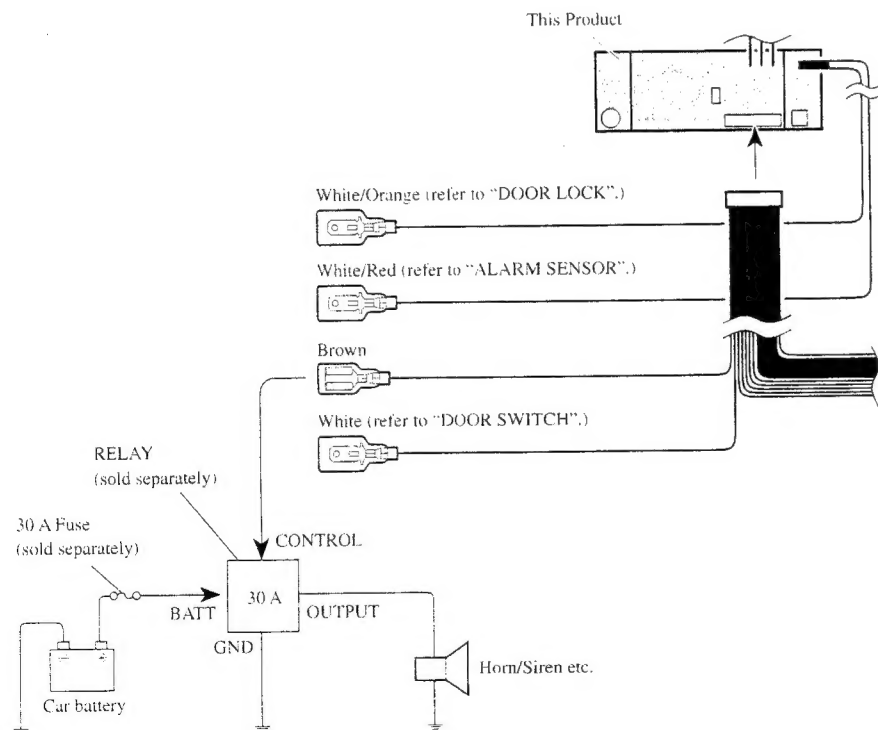 This Product
White/Orange (refer to “DOOR LOCK”.)
White/Red (refer to “ALARM SENSOR”.)
Brown
White (refer to “DOOR SWITCH”.)
RELAY
(sold separately)
30 A Fuse
(sold separately)
CONTROL
BATT
30 A
OUTPUT
GND
Horn/Siren etc.
Car battery